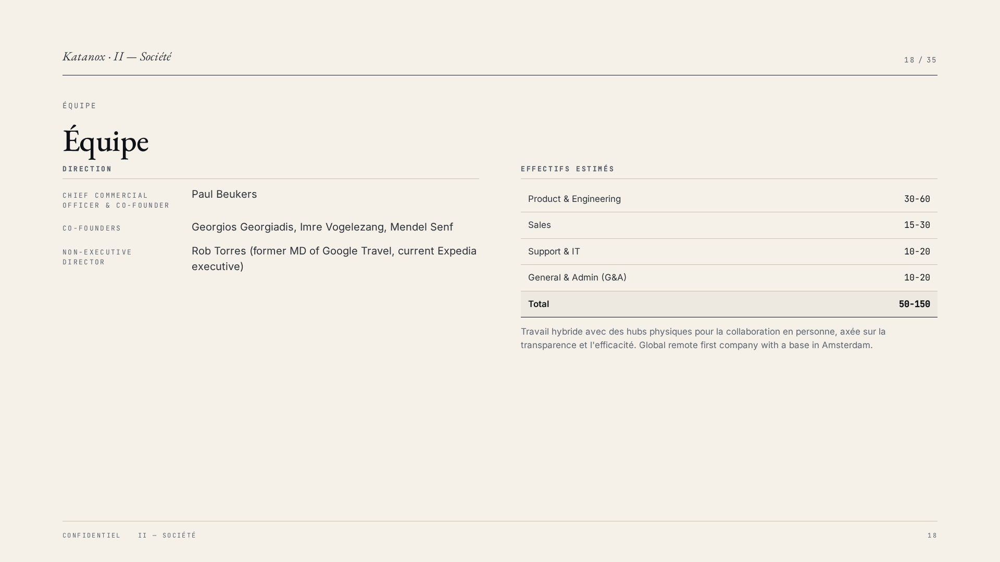 Katanox · II — Société
18 / 35
ÉQUIPE
Équipe
DIRECTION
CHIEF COMMERCIAL
OFFICER & CO-FOUNDER
Paul Beukers
CO-FOUNDERS
Georgios Georgiadis, Imre Vogelezang, Mendel Senf
NON-EXECUTIVE
DIRECTOR
Rob Torres (former MD of Google Travel, current Expedia
executive)
EFFECTIFS ESTIMÉS
Product & Engineering 30-60
Sales 15-30
Support & IT 10-20
General & Admin (G&A) 10-20
Total 50-150
Travail hybride avec des hubs physiques pour la collaboration en personne, axée sur la
transparence et l'efficacité. Global remote first company with a base in Amsterdam.
CONFIDENTIEL II — SOCIÉTÉ
18